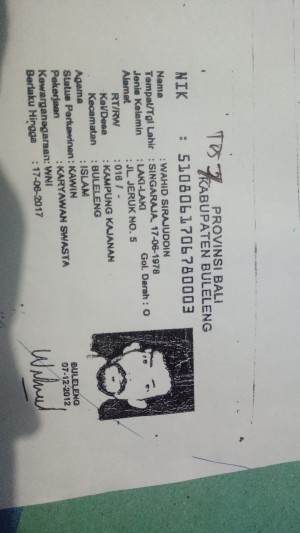 TPS 7
PROVINSI BALI
KABUPATEN BULELENG
NIK : 5108061706780003
Nama : WAHID SIRAJUDDIN
Tempat/Tgl Lahir : SINGARAJA, 17-06-1978
Jenis Kelamin : LAKI-LAKI Gol. Darah : O
Alamat : JL. JERUK NO. 5
RT/RW : 016 / -
Kel/Desa : KAMPUNG KAJANAN
Kecamatan : BULELENG
Agama : ISLAM
Status Perkawinan: KAWIN
Pekerjaan : KARYAWAN SWASTA
Kewarganegaraan: WNI
Berlaku Hingga : 17-06-2017
BULELENG
07-12-2012